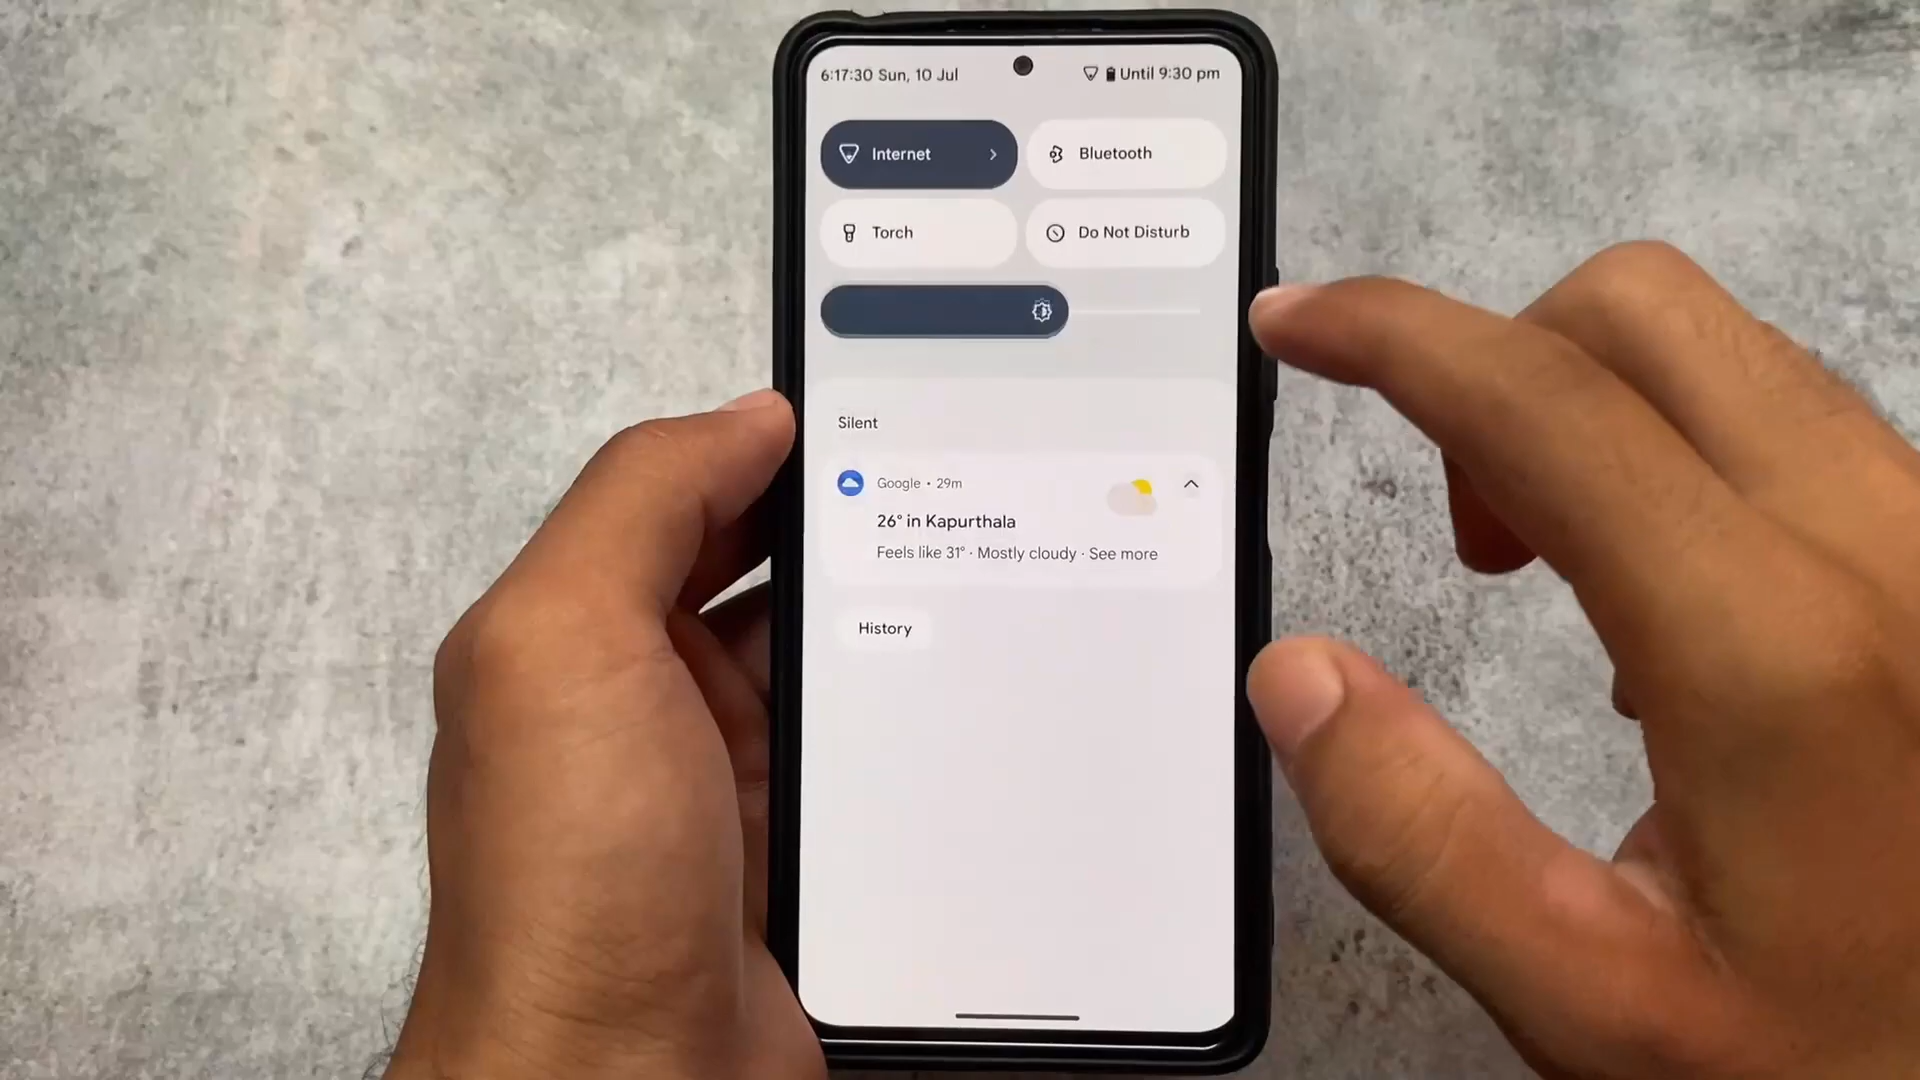 6:17:30 Sun, 10 Jul
Until 9:30 pm
Internet
Bluetooth
Torch
Do Not Disturb
Silent
Google • 29m
26° in Kapurthala
Feels like 31° · Mostly cloudy · See more
History